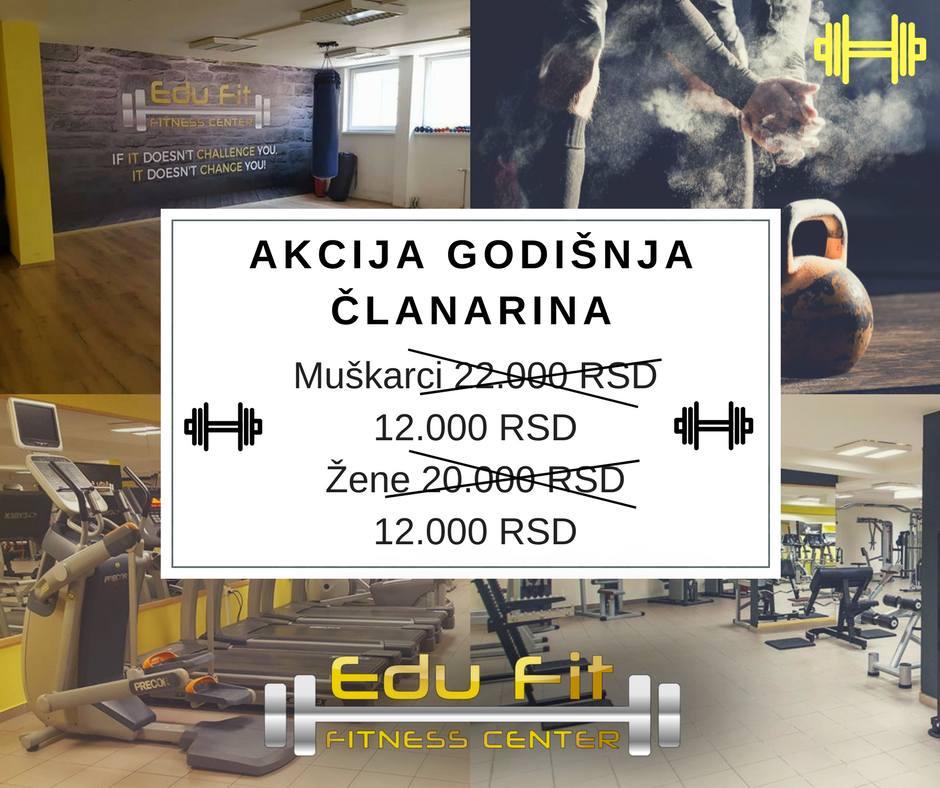 Edu Fit
FITNESS CENTER
IF IT DOESN'T CHALLENGE YOU,
IT DOESN'T CHANGE YOU!
AKCIJA GODIŠNJA
ČLANARINA
Muškarci 22.000 RSD
12.000 RSD
Žene 20.000 RSD
12.000 RSD
PRECOR
Edu Fit
FITNESS CENTER